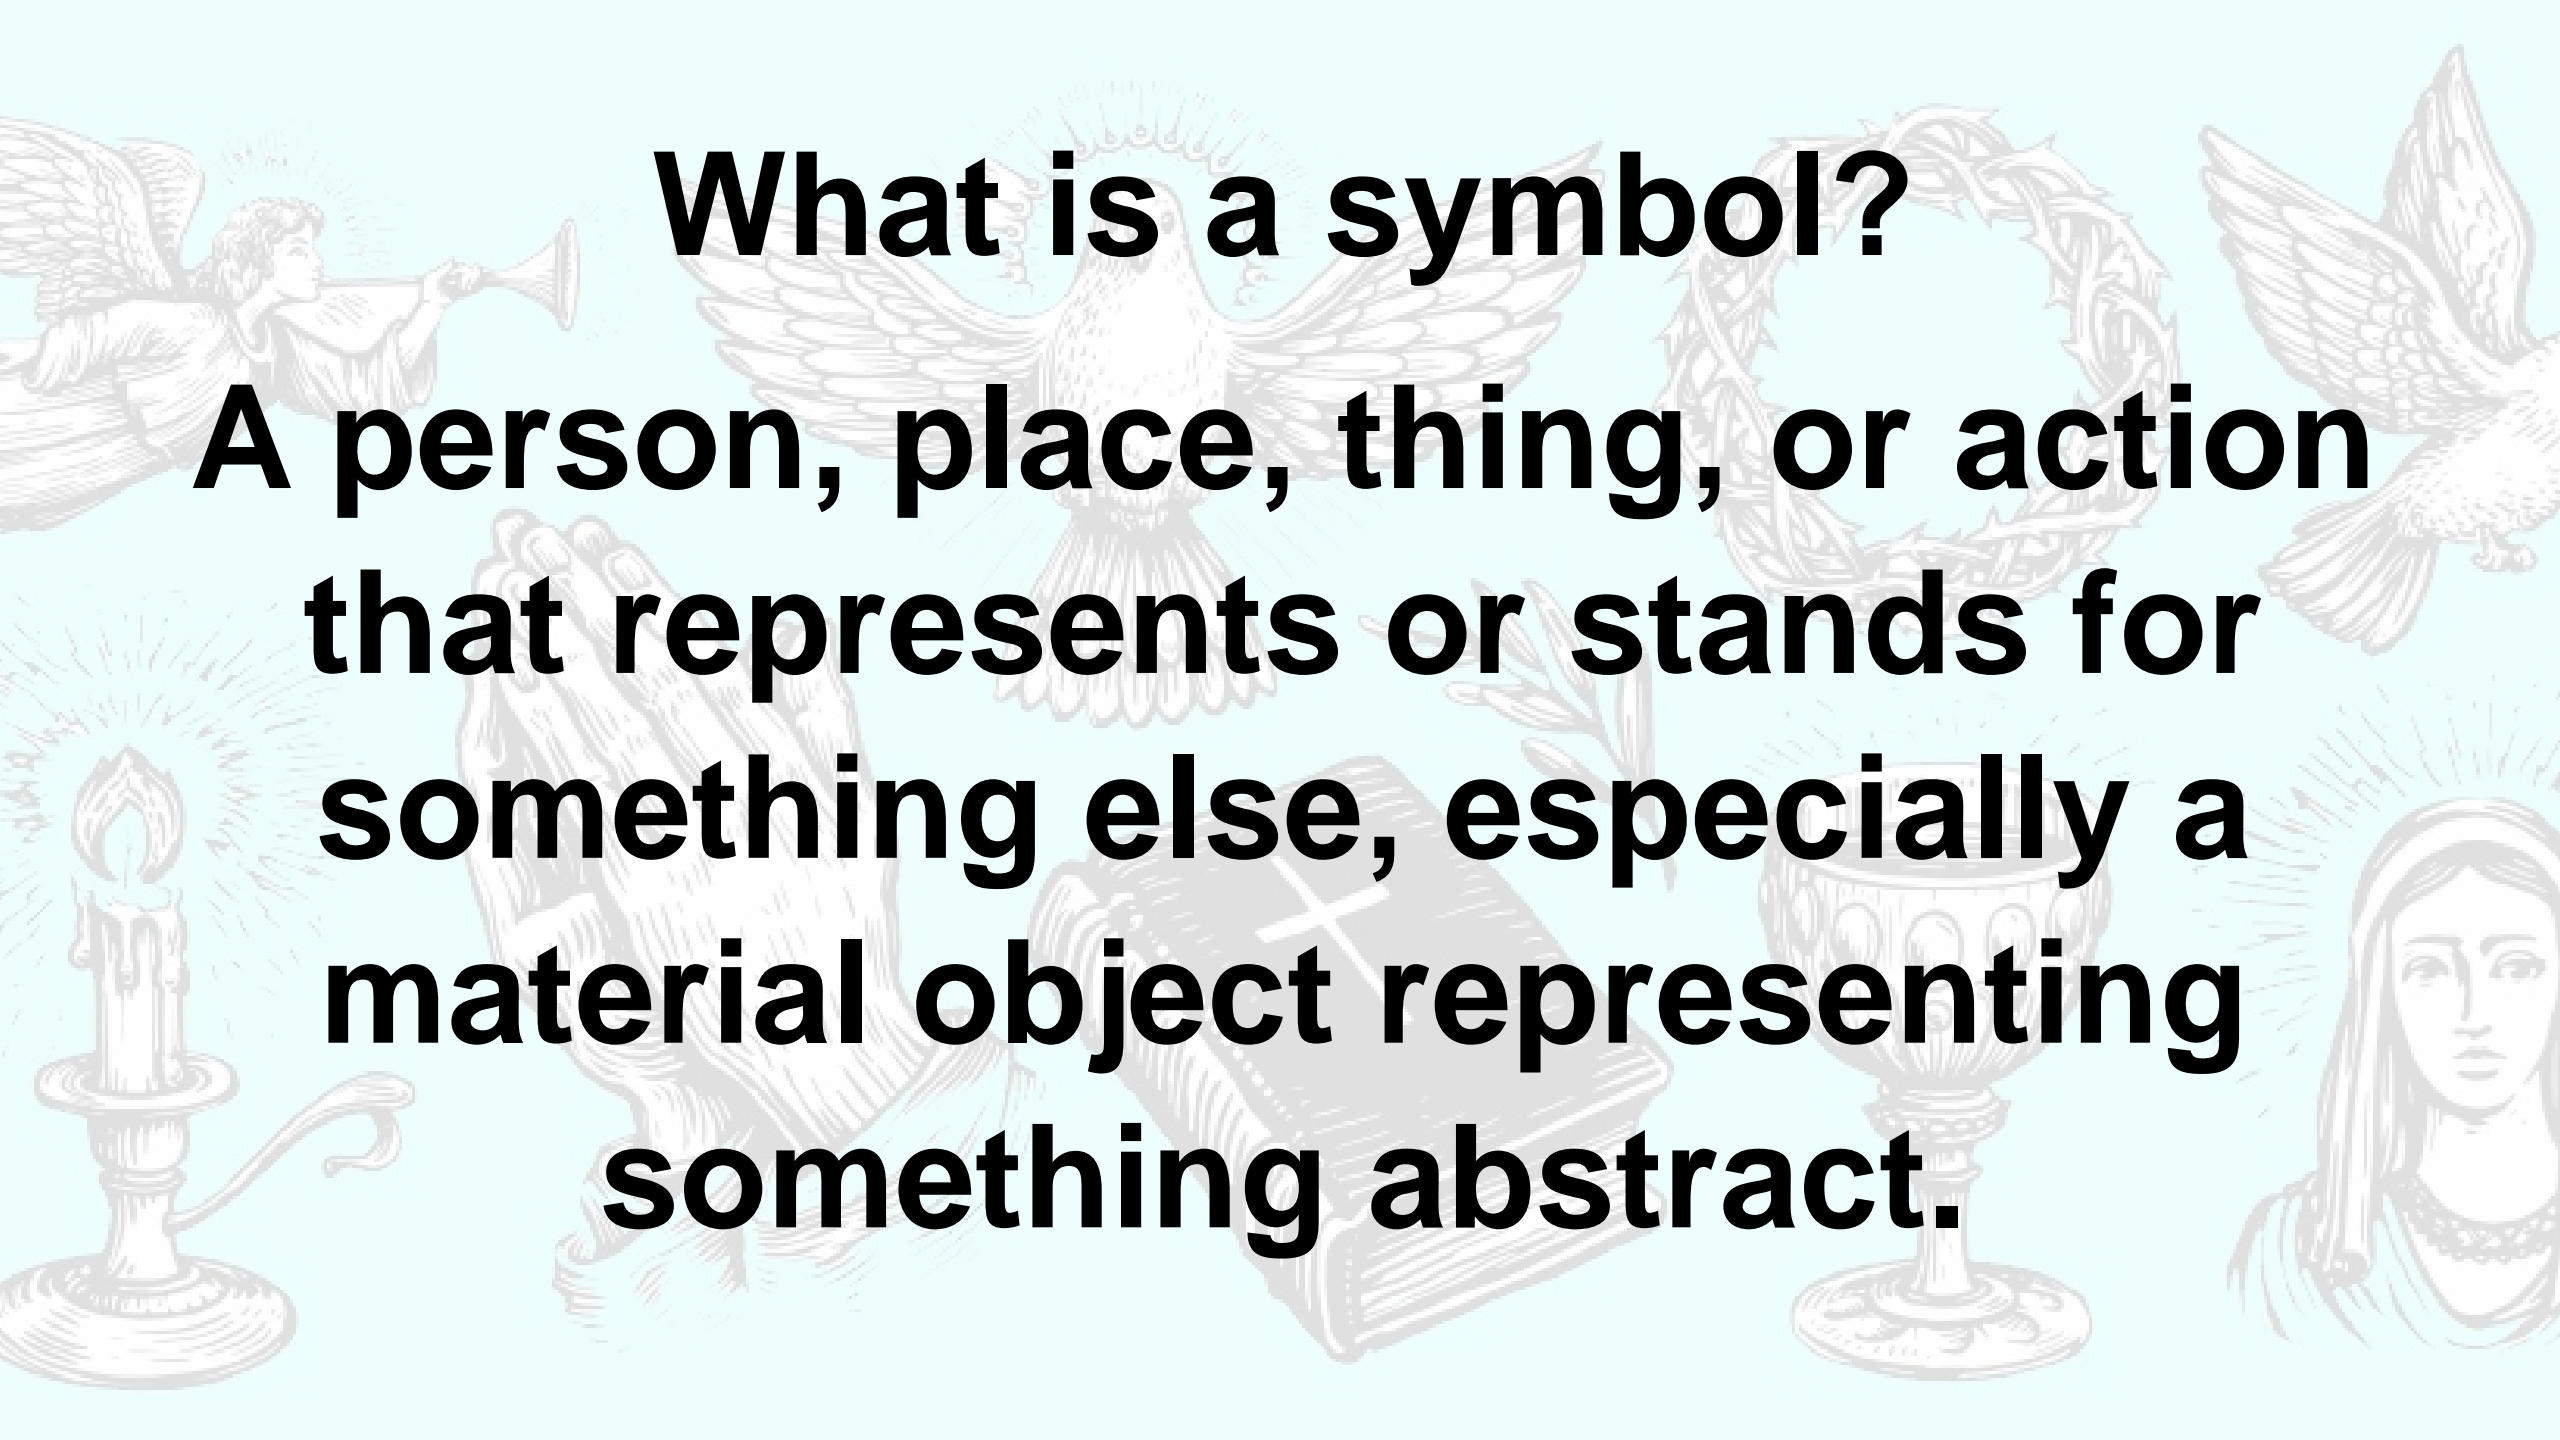 What is a symbol?
A person, place, thing, or action
that represents or stands for
something else, especially a
material object representing
something abstract.